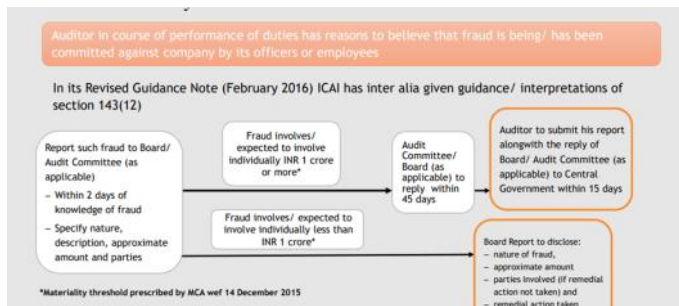 Auditor in course of performance of duties has reasons to believe that fraud is being/ has been
committed against company by its officers or employees
In its Revised Guidance Note (February 2016) ICAI has inter alia given guidance/ interpretations of
section 143(12)
Report such fraud to Board/
Audit Committee (as
applicable)
– Within 2 days of
knowledge of fraud
– Specify nature,
description, approximate
amount and parties
Fraud involves/
expected to involve
individually INR 1 crore
or more*
Audit
Committee/
Board (as
applicable) to
reply within
45 days
Auditor to submit his report
alongwith the reply of
Board/ Audit Committee (as
applicable) to Central
Government within 15 days
Fraud involves/ expected to
involve individually less than
INR 1 crore*
Board Report to disclose:
– nature of fraud,
– approximate amount
– parties involved (if remedial
action not taken) and
– remedial action taken
*Materiality threshold prescribed by MCA wef 14 December 2015